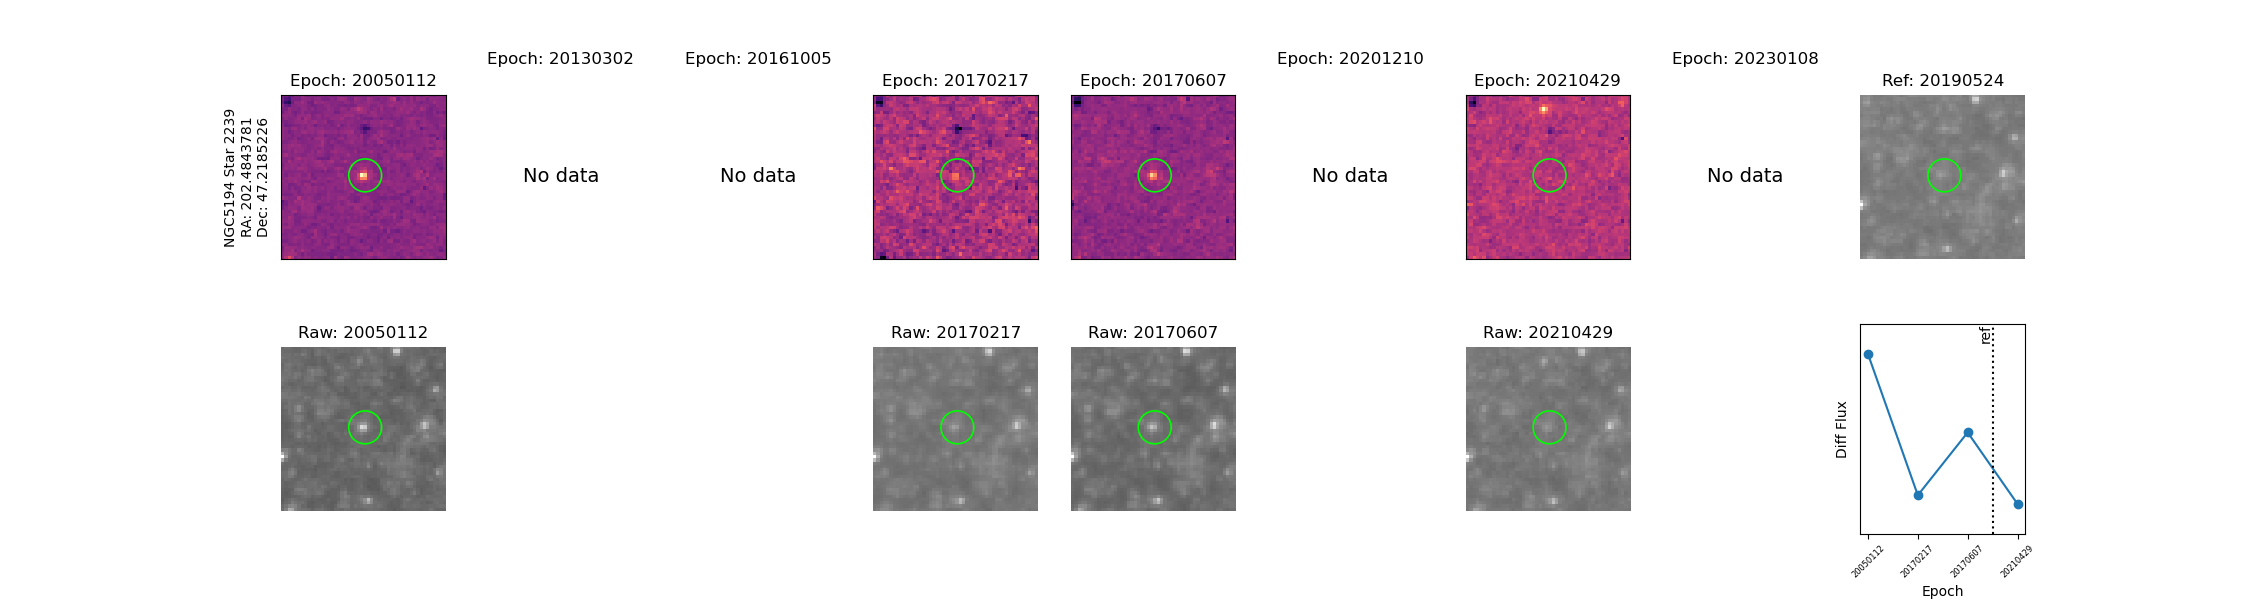 Epoch: 20130302
Epoch: 20161005
Epoch: 20201210
Epoch: 20230108
Epoch: 20050112
Epoch: 20170217
Epoch: 20170607
Epoch: 20210429
Ref: 20190524
NGC5194 Star 2239
RA: 202.4843781
Dec: 47.2185226
No data
No data
No data
No data
Raw: 20050112
Raw: 20170217
Raw: 20170607
Raw: 20210429
ref
Diff Flux
20050112
20170217
20170607
20210429
Epoch